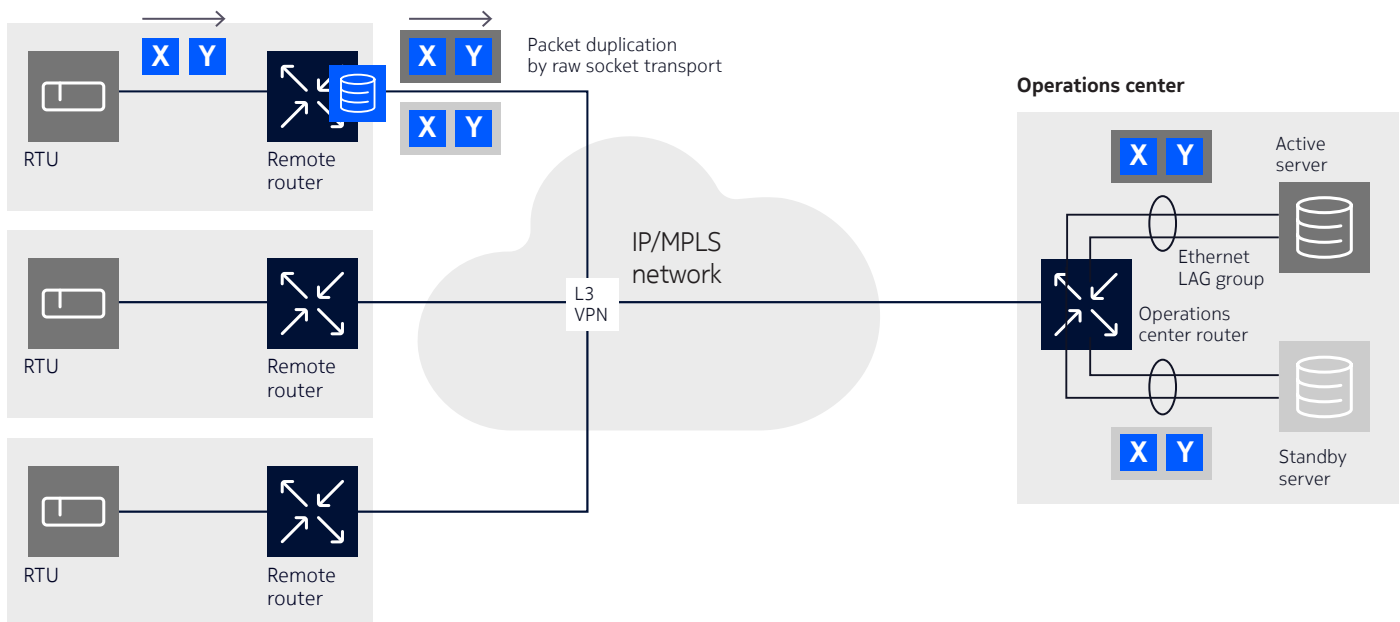 X Y
X Y
Packet duplication
by raw socket transport
X Y
RTU
Remote
router
Operations center
X Y
Active
server
IP/MPLS
network
Ethernet
LAG group
L3
VPN
Operations
center router
RTU
Remote
router
X Y
Standby
server
RTU
Remote
router